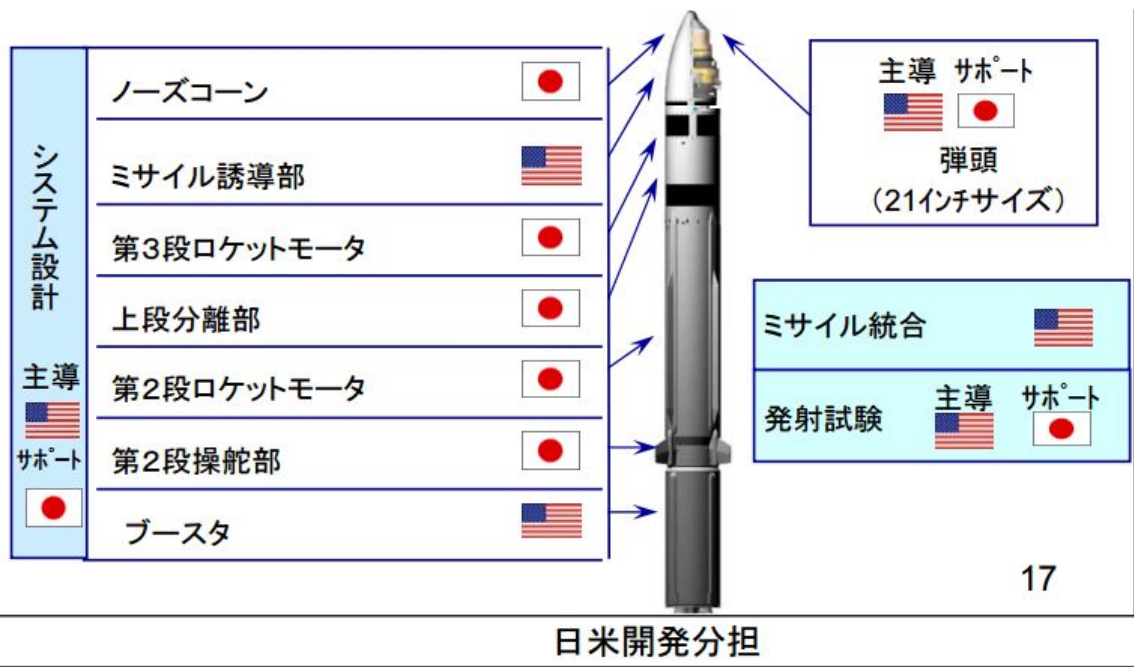 システム設計
主導
サポート
ノーズコーン
ミサイル誘導部
第3段ロケットモータ
上段分離部
第2段ロケットモータ
第2段操舵部
ブースタ
主導 サポート
弾頭
(21インチサイズ)
ミサイル統合
発射試験 主導 サポート
17
日米開発分担